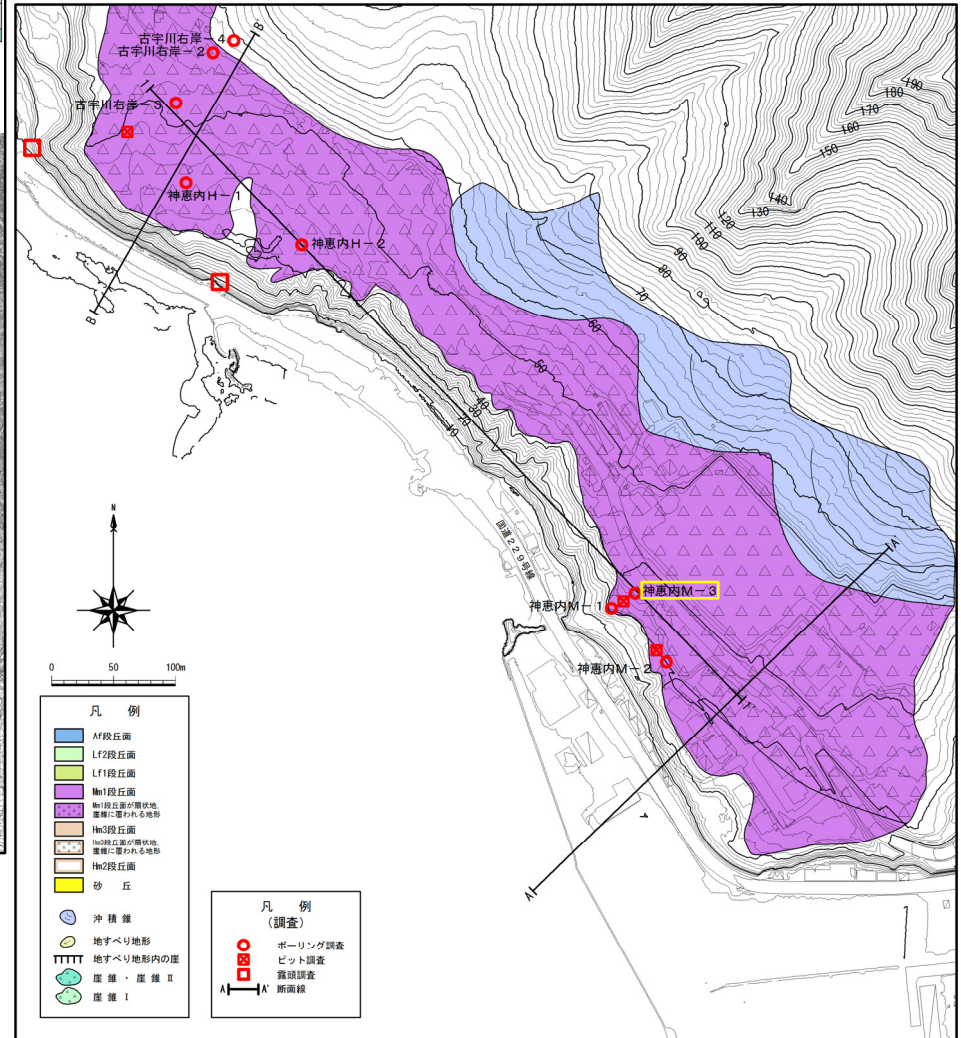 古宇川右岸－4
古宇川右岸－2
B'
1
古宇川右岸－3
神恵内H－1
神恵内H－2
B
190
180
170
160
150
140
130
120
110
100
90
80
70
60
50
40
30
20
10
国道229号線
A'
神恵内M－3
神恵内M－1
神恵内M－2
1'
A
N
0 50 100m
凡 例
Af段丘面
Lf2段丘面
Lf1段丘面
Mm1段丘面
Mm1段丘面が扇状地、
崖錐に覆われる地形
Hm3段丘面
Hm3段丘面が扇状地、
崖錐に覆われる地形
Hm2段丘面
砂 丘
沖積錐
地すべり地形
地すべり地形内の崖
崖錐・崖錐Ⅱ
崖錐Ⅰ
凡 例
(調査)
ボーリング調査
ピット調査
露頭調査
A A' 断面線